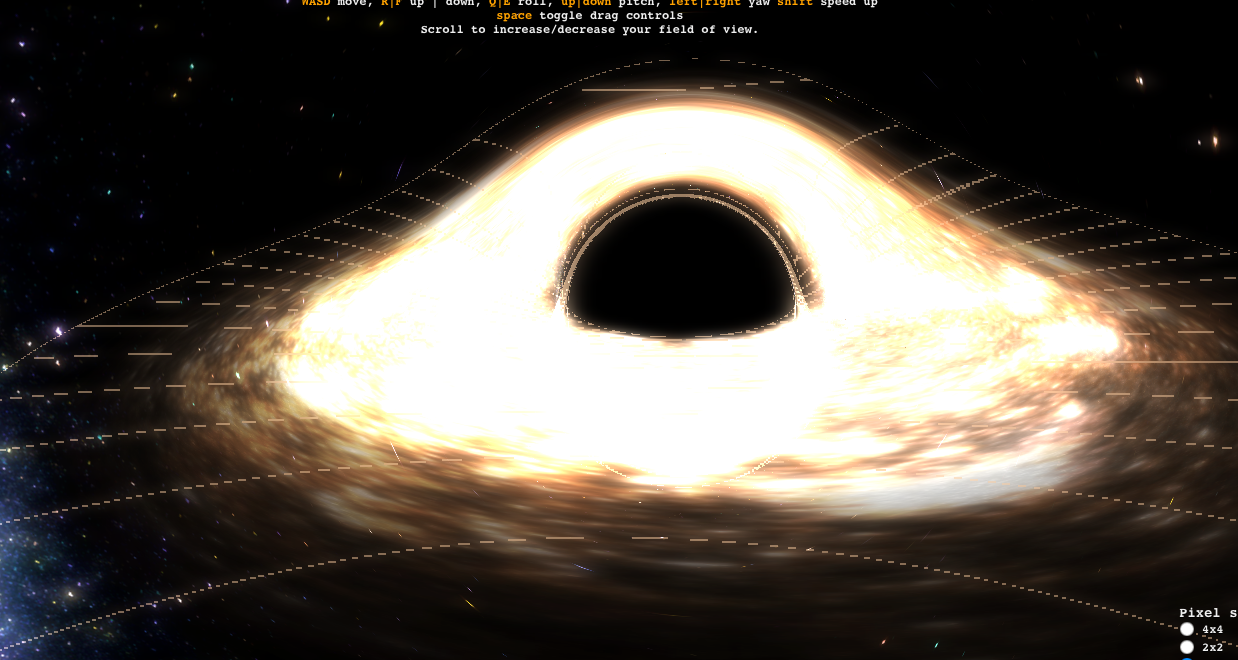 WASD move, R|F up | down, Q|E roll, up|down pitch, left|right yaw shift speed up
space toggle drag controls
Scroll to increase/decrease your field of view.
Pixel s
4x4
2x2